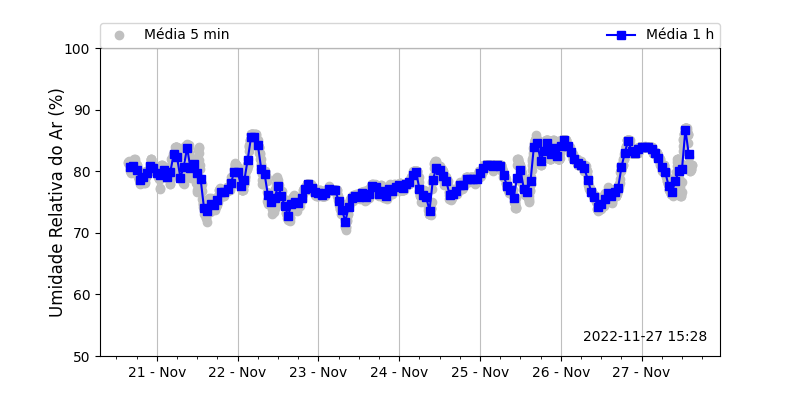 Média 5 min
Média 1 h
Umidade Relativa do Ar (%)
100
90
80
70
60
50
2022-11-27 15:28
21 - Nov
22 - Nov
23 - Nov
24 - Nov
25 - Nov
26 - Nov
27 - Nov